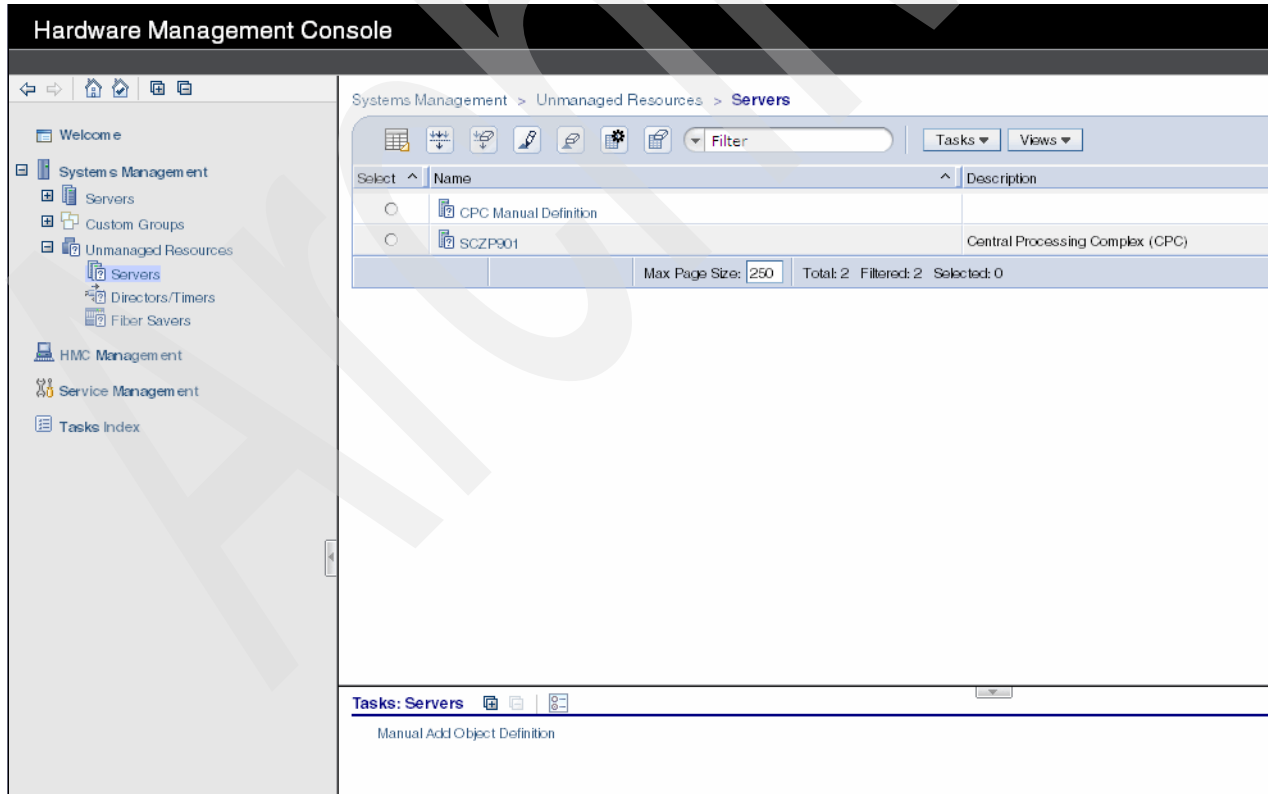 Hardware Management Console
Welcome
Systems Management
Servers
Custom Groups
Unmanaged Resources
Servers
Directors/Timers
Fiber Savers
HMC Management
Service Management
Tasks Index
Systems Management > Unmanaged Resources > Servers
Filter
Tasks
Views
Select Name Description
CPC Manual Definition
SCZP901 Central Processing Complex (CPC)
Max Page Size: 250 Total: 2 Filtered: 2 Selected: 0
Tasks: Servers
Manual Add Object Definition